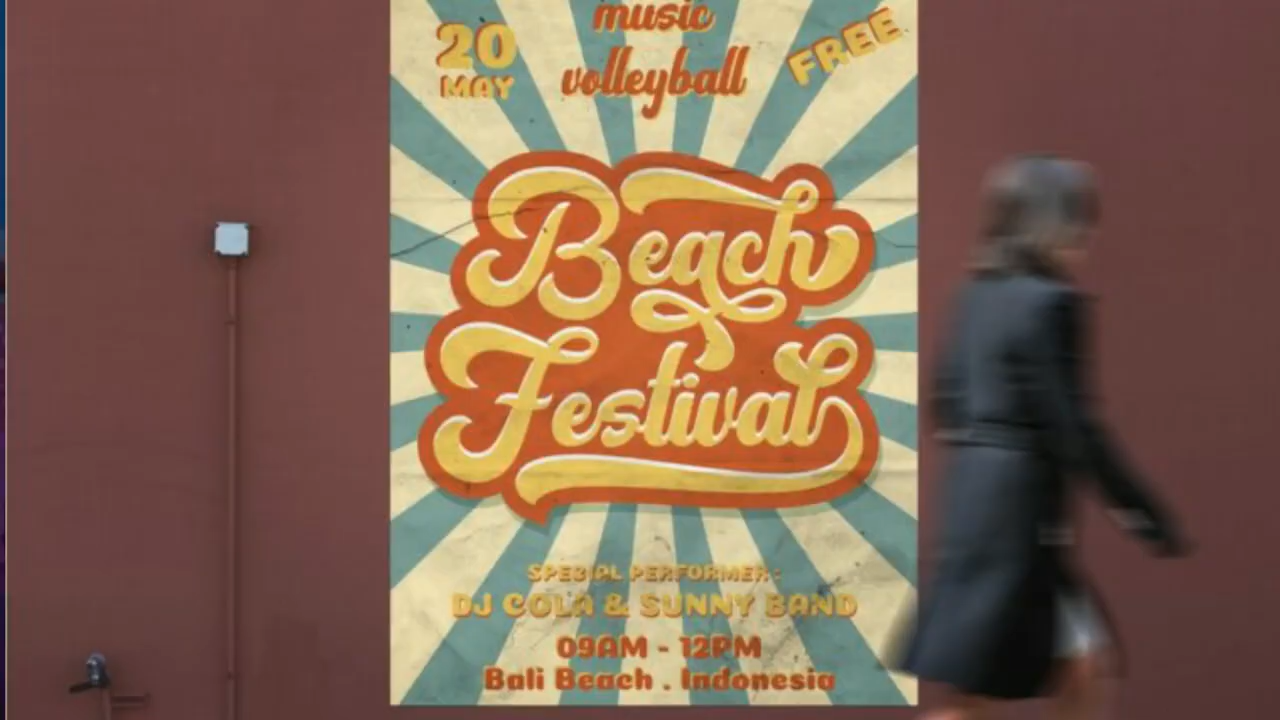 music
20
MAY
volleyball
FREE
Beach
Festival
SPECIAL PERFORMER :
DJ COLA & SUNNY BAND
09AM - 12PM
Bali Beach . Indonesia